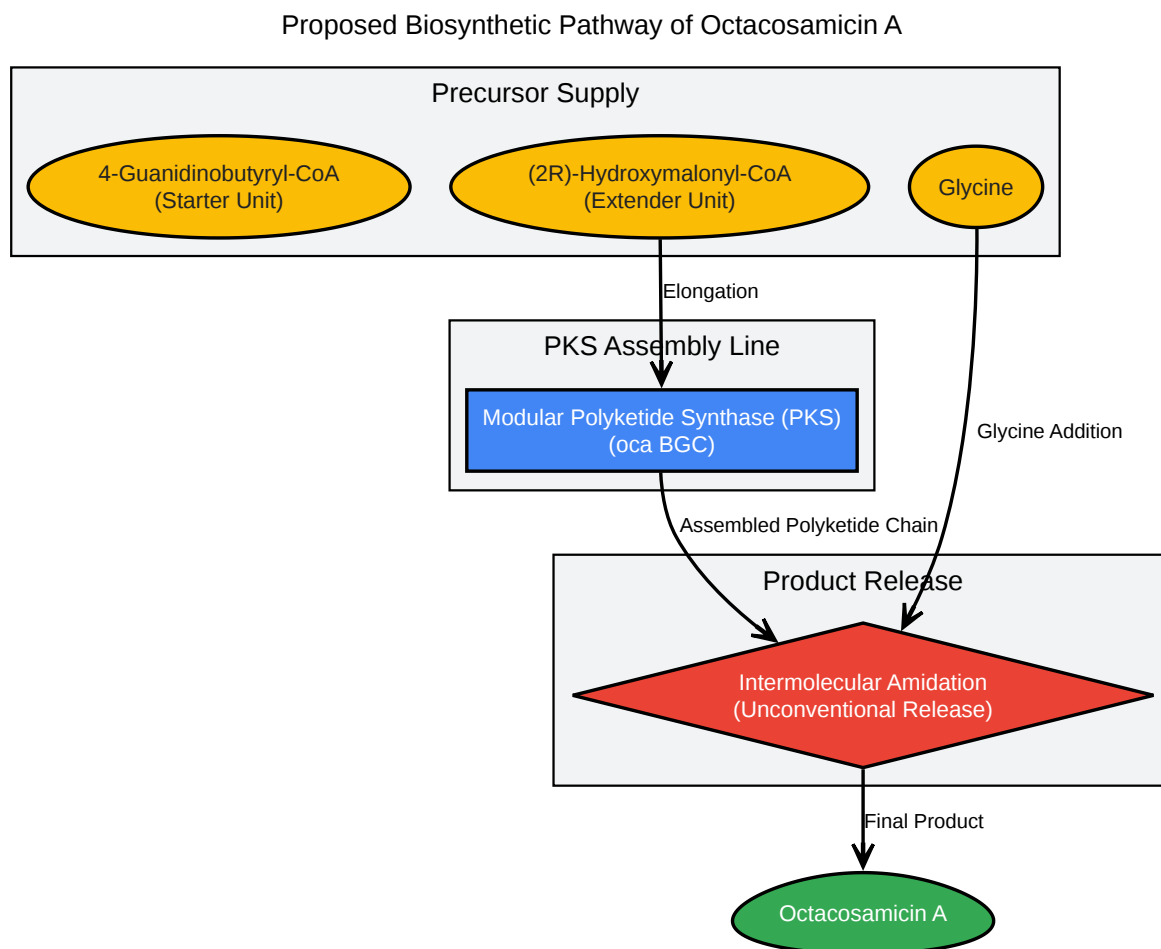 Proposed Biosynthetic Pathway of Octacosamicin A
Precursor Supply
4-Guanidinobutyryl-CoA
(Starter Unit)
(2R)-Hydroxymalonyl-CoA
(Extender Unit)
Glycine
Elongation
PKS Assembly Line
Modular Polyketide Synthase (PKS)
(oca BGC)
Glycine Addition
Assembled Polyketide Chain
Product Release
Intermolecular Amidation
(Unconventional Release)
Final Product
Octacosamicin A